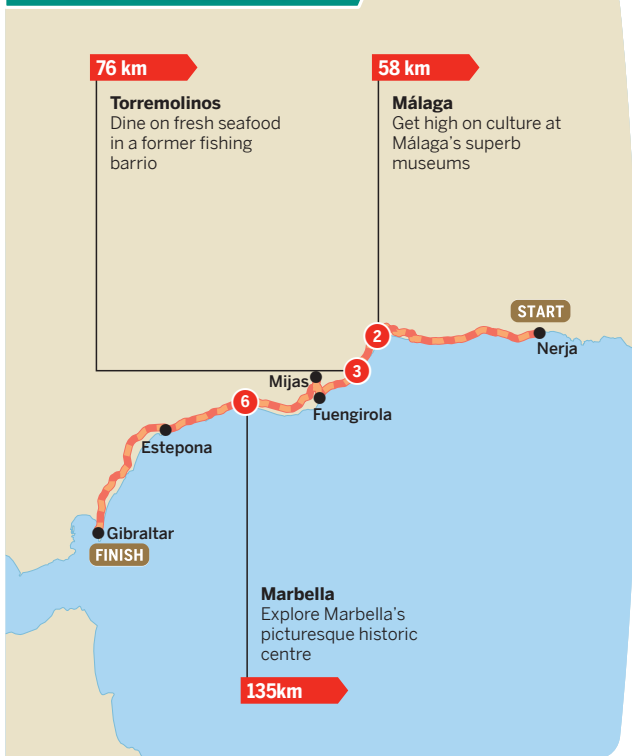 76 km
Torremolinos
Dine on fresh seafood
in a former fishing
barrio
58 km
Málaga
Get high on culture at
Málaga's superb
museums
START
Nerja
2
3
Mijas
Fuengirola
6
Estepona
Gibraltar
FINISH
Marbella
Explore Marbella's
picturesque historic
centre
135km